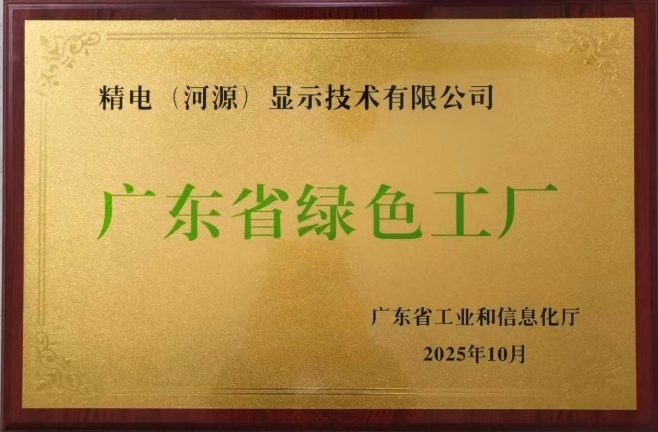 精电（河源）显示技术有限公司
广东省绿色工厂
广东省工业和信息化厅
2025年10月